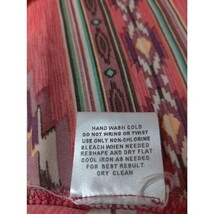 HAND WASH COLD
DO NOT WRING OR TWIST
USE ONLY NON-CHLORINE
BLEACH WHEN NEEDED
RESHAPE AND DRY FLAT
COOL IRON AS NEEDED
FOR BEST RESULT
DRY CLEAN